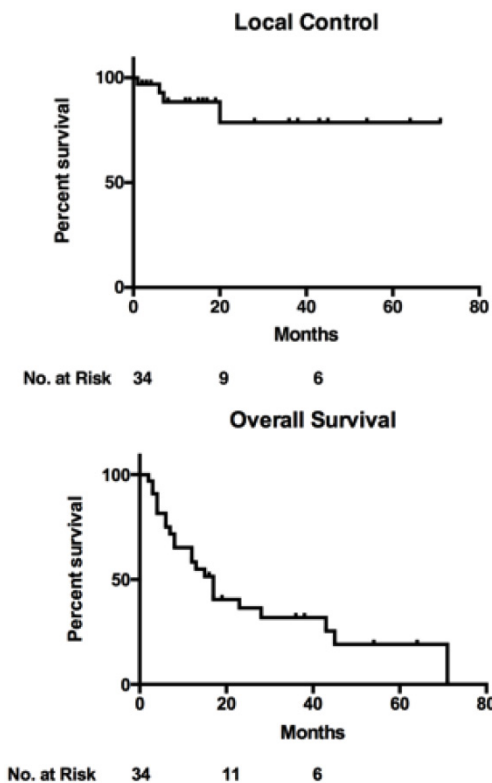 Local Control
Percent survival
100
50
0
0 20 40 60 80
Months
No. at Risk 34 9 6
Overall Survival
Percent survival
100
50
0
0 20 40 60 80
Months
No. at Risk 34 11 6